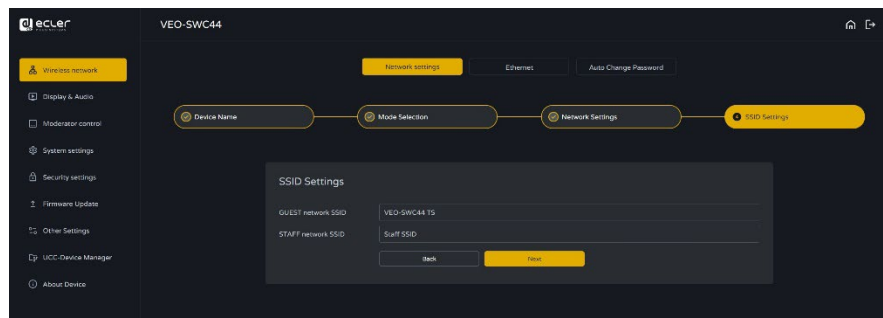 ecler
VEO-SWC44
Wireless network
Display & Audio
Moderator control
System settings
Security settings
Firmware Update
Other Settings
UCC-Device Manager
About Device
Network settings
Ethernet
Auto Change Password
Device Name
Mode Selection
Network Settings
4 SSID Settings
SSID Settings
GUEST network SSID
VEO-SWC44 TS
STAFF network SSID
Staff SSID
Back
Next